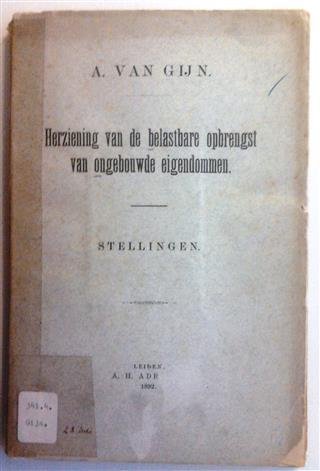 A. VAN GIJN.
Herziening van de belastbare opbrengst
van ongebouwde eigendommen.
STELLINGEN.
LEIDEN,
A. H. ADR
1892.